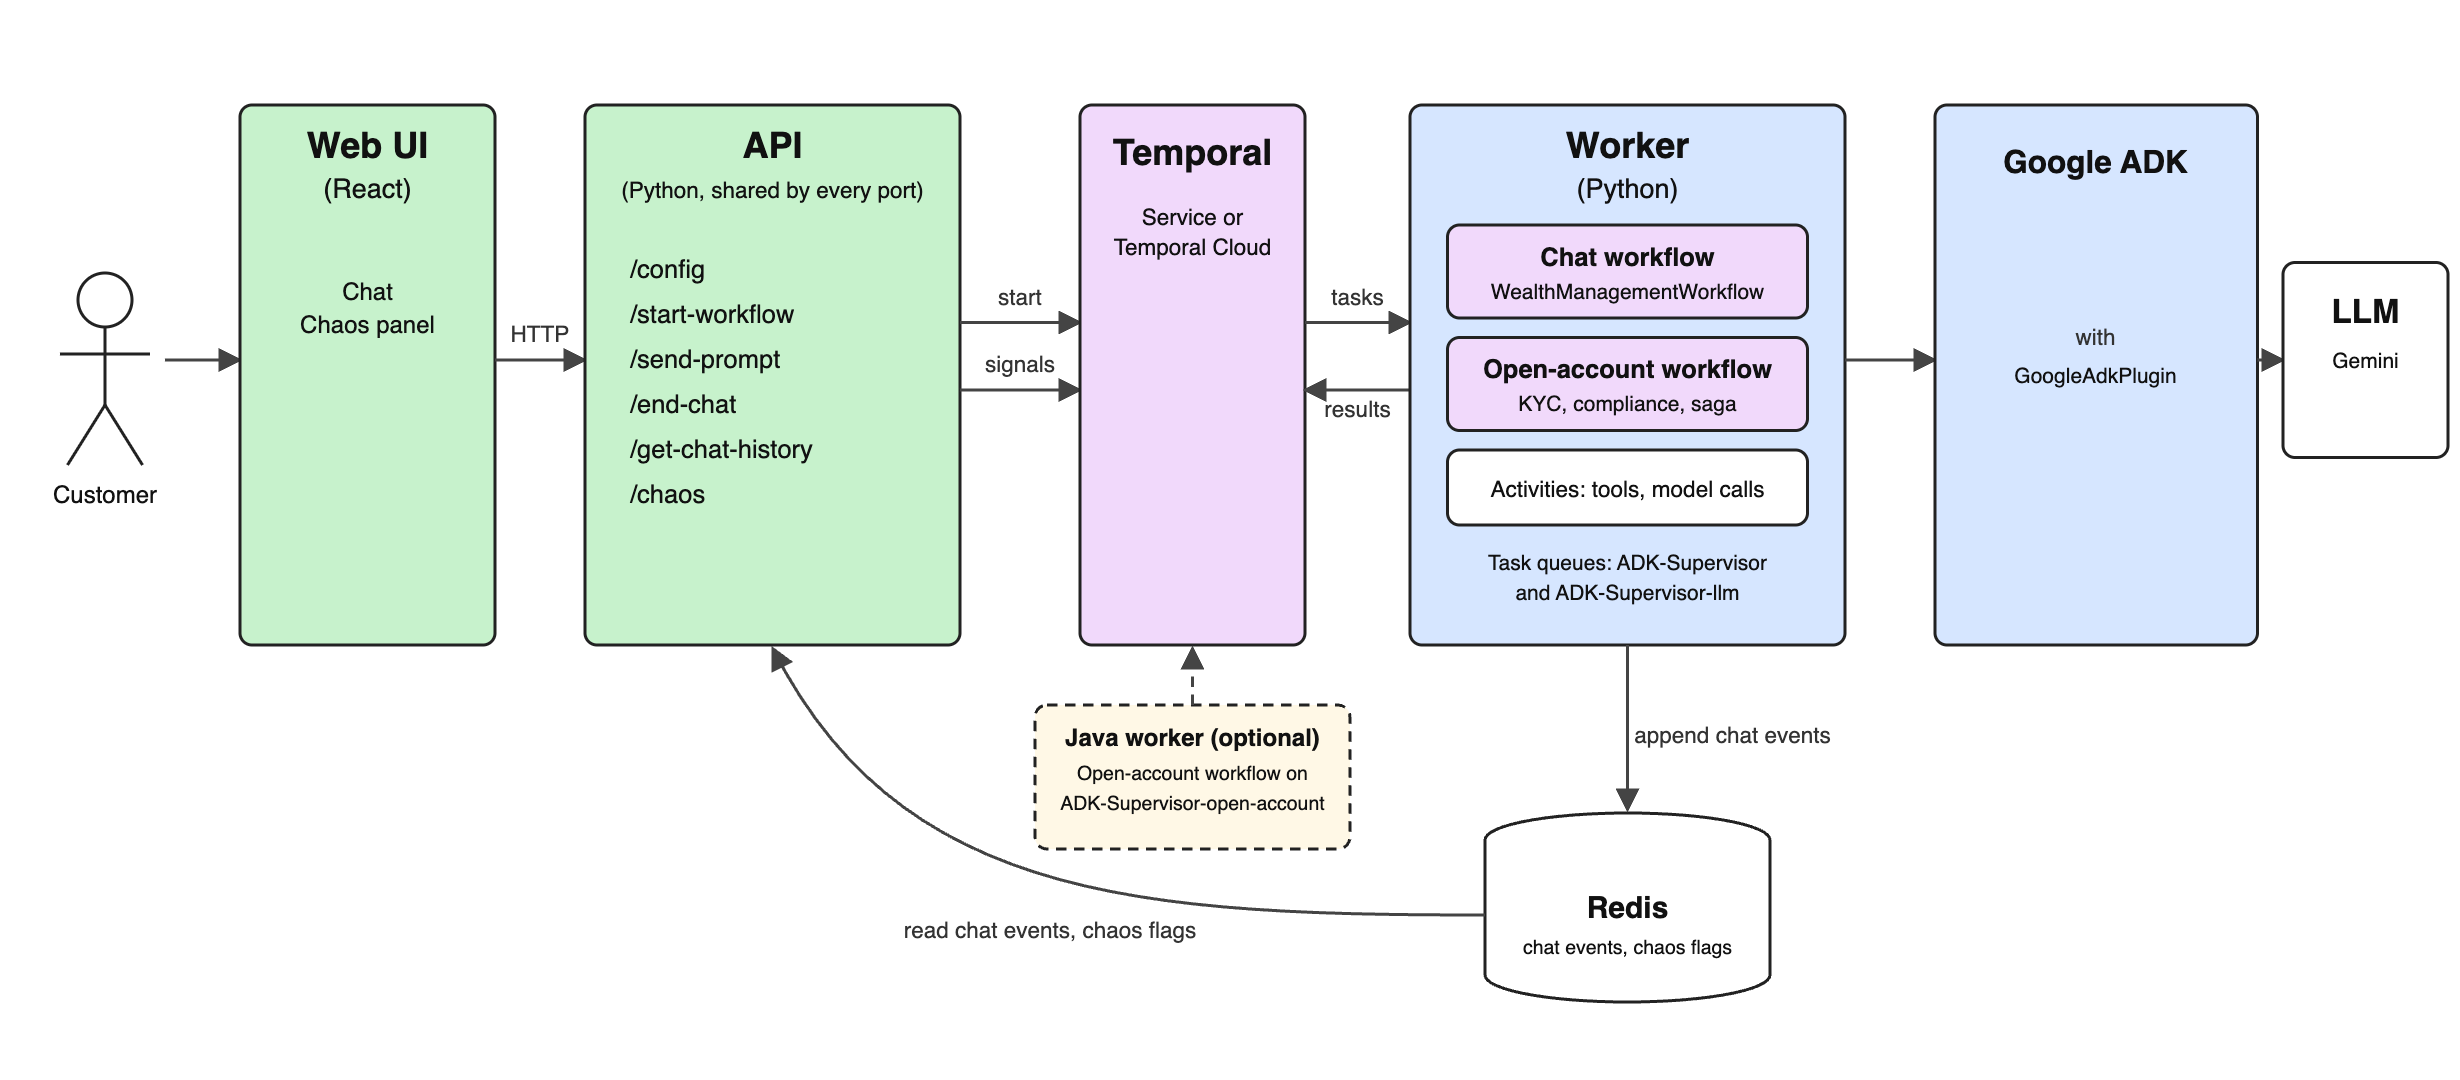 Customer
Web UI
(React)
Chat
Chaos panel
HTTP
API
(Python, shared by every port)
/config
/start-workflow
/send-prompt
/end-chat
/get-chat-history
/chaos
start
signals
Temporal
Service or
Temporal Cloud
tasks
results
Worker
(Python)
Chat workflow
WealthManagementWorkflow
Open-account workflow
KYC, compliance, saga
Activities: tools, model calls
Task queues: ADK-Supervisor
and ADK-Supervisor-llm
Google ADK
with
GoogleAdkPlugin
LLM
Gemini
Java worker (optional)
Open-account workflow on
ADK-Supervisor-open-account
append chat events
read chat events, chaos flags
Redis
chat events, chaos flags